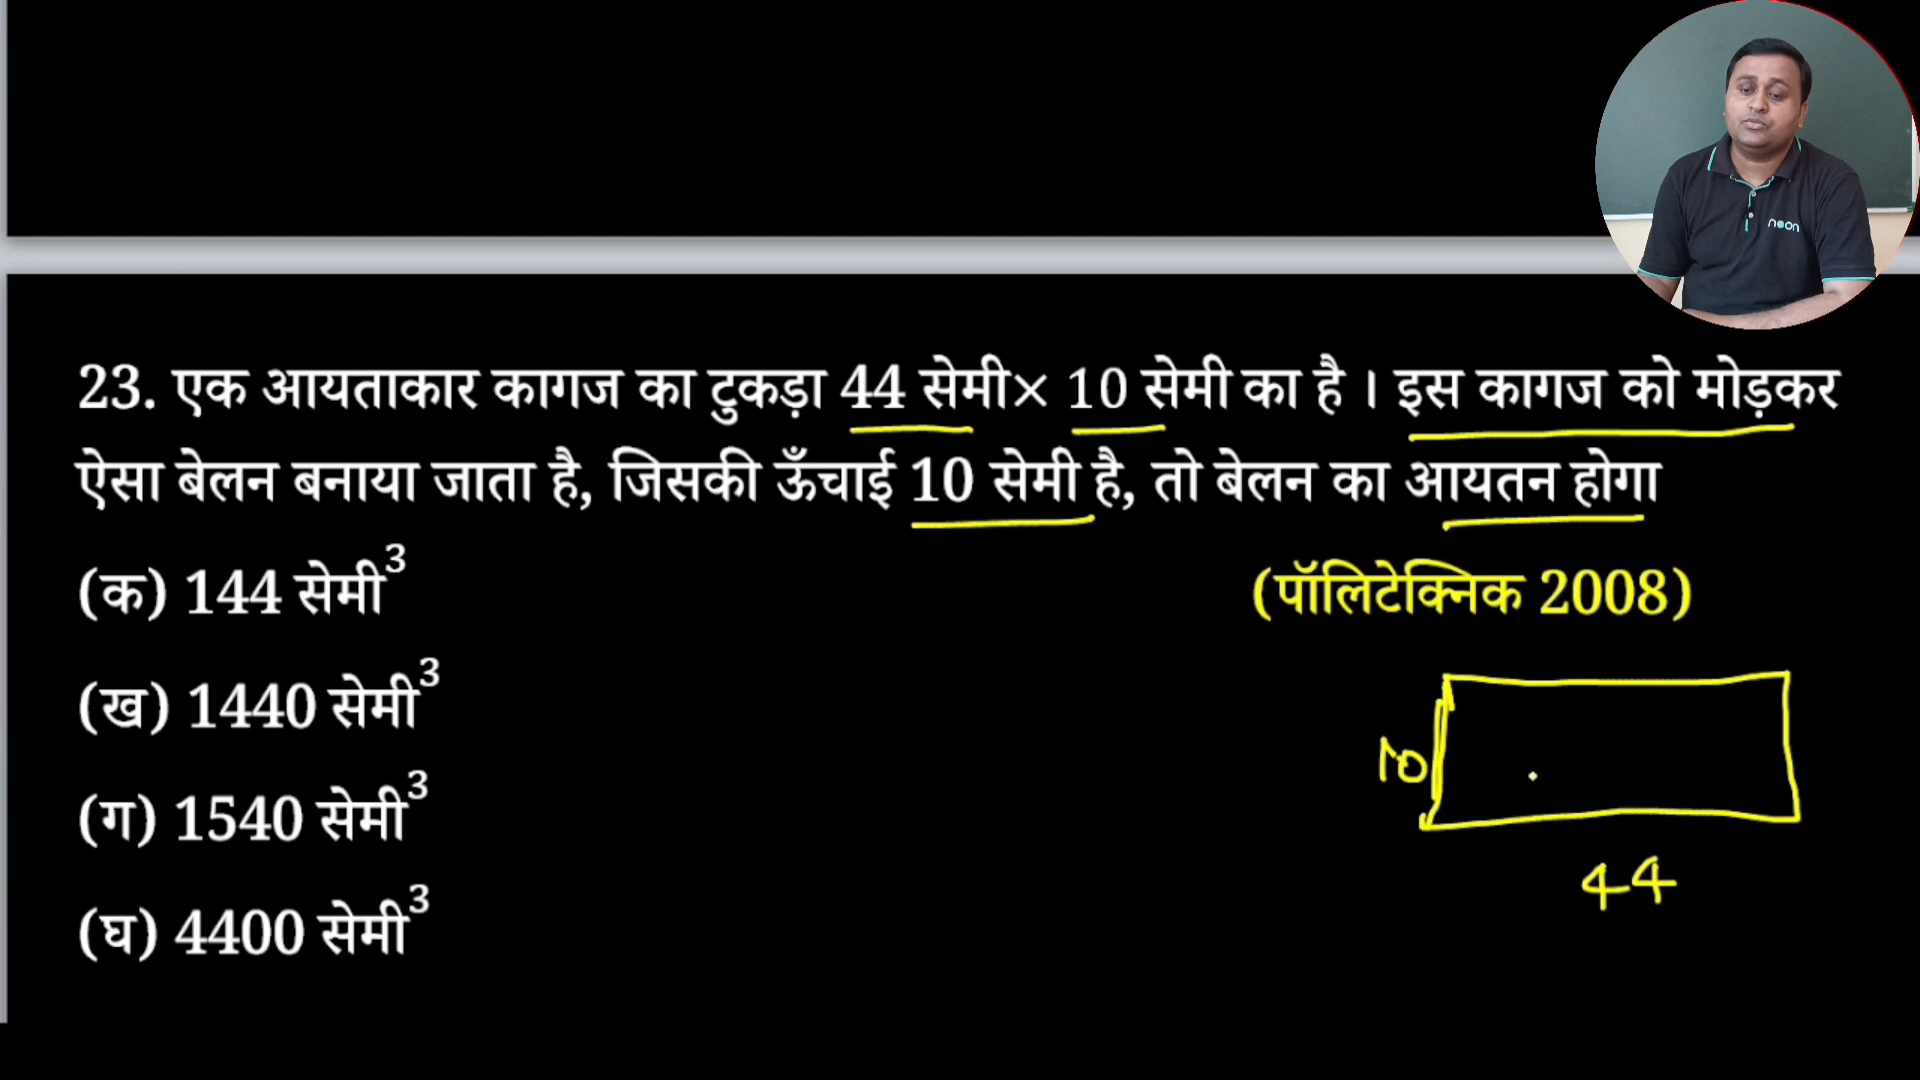 noon
23. एक आयताकार कागज का टुकड़ा 44 सेमी× 10 सेमी का है । इस कागज को मोड़कर
ऐसा बेलन बनाया जाता है, जिसकी ऊँचाई 10 सेमी है, तो बेलन का आयतन होगा
(क) 144 सेमी³
(पॉलिटेक्निक 2008)
(ख) 1440 सेमी³
(ग) 1540 सेमी³
(घ) 4400 सेमी³
10
44